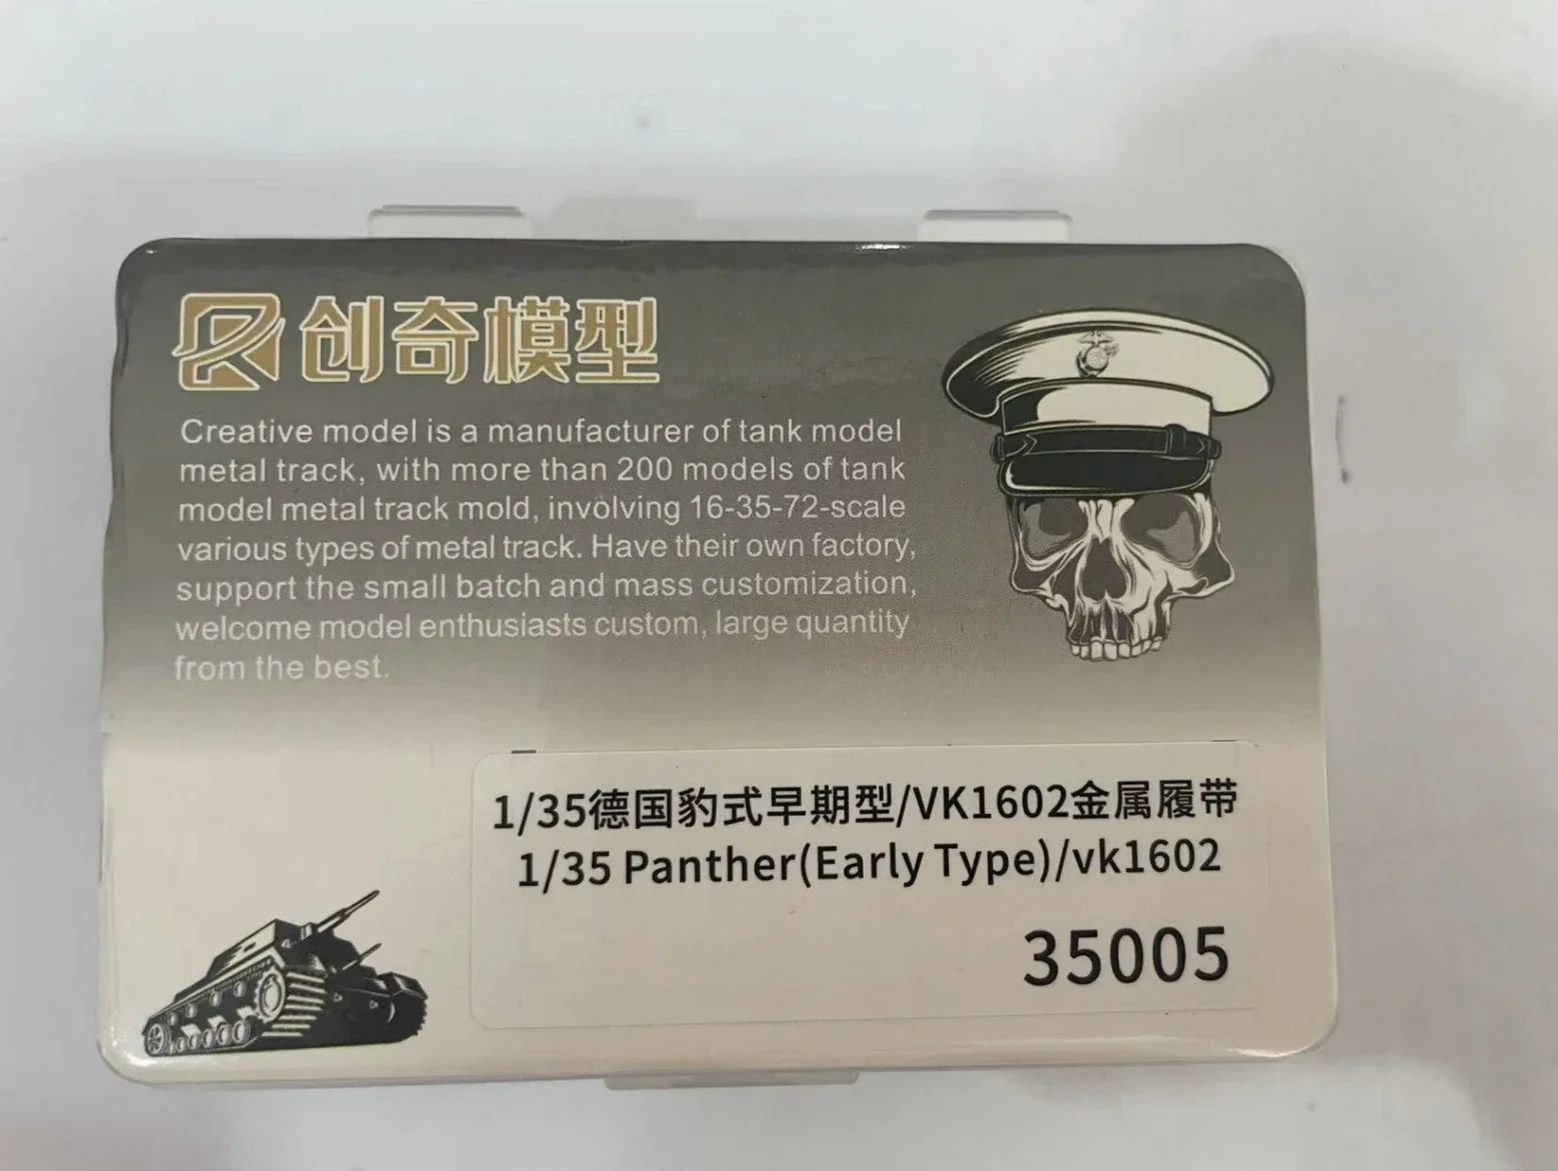 创奇模型
Creative model is a manufacturer of tank model
metal track, with more than 200 models of tank
model metal track mold, involving 16-35-72-scale
various types of metal track. Have their own factory,
support the small batch and mass customization,
welcome model enthusiasts custom, large quantity
from the best.
1/35德国豹式早期型/VK1602金属履带
1/35 Panther(Early Type)/vk1602
35005